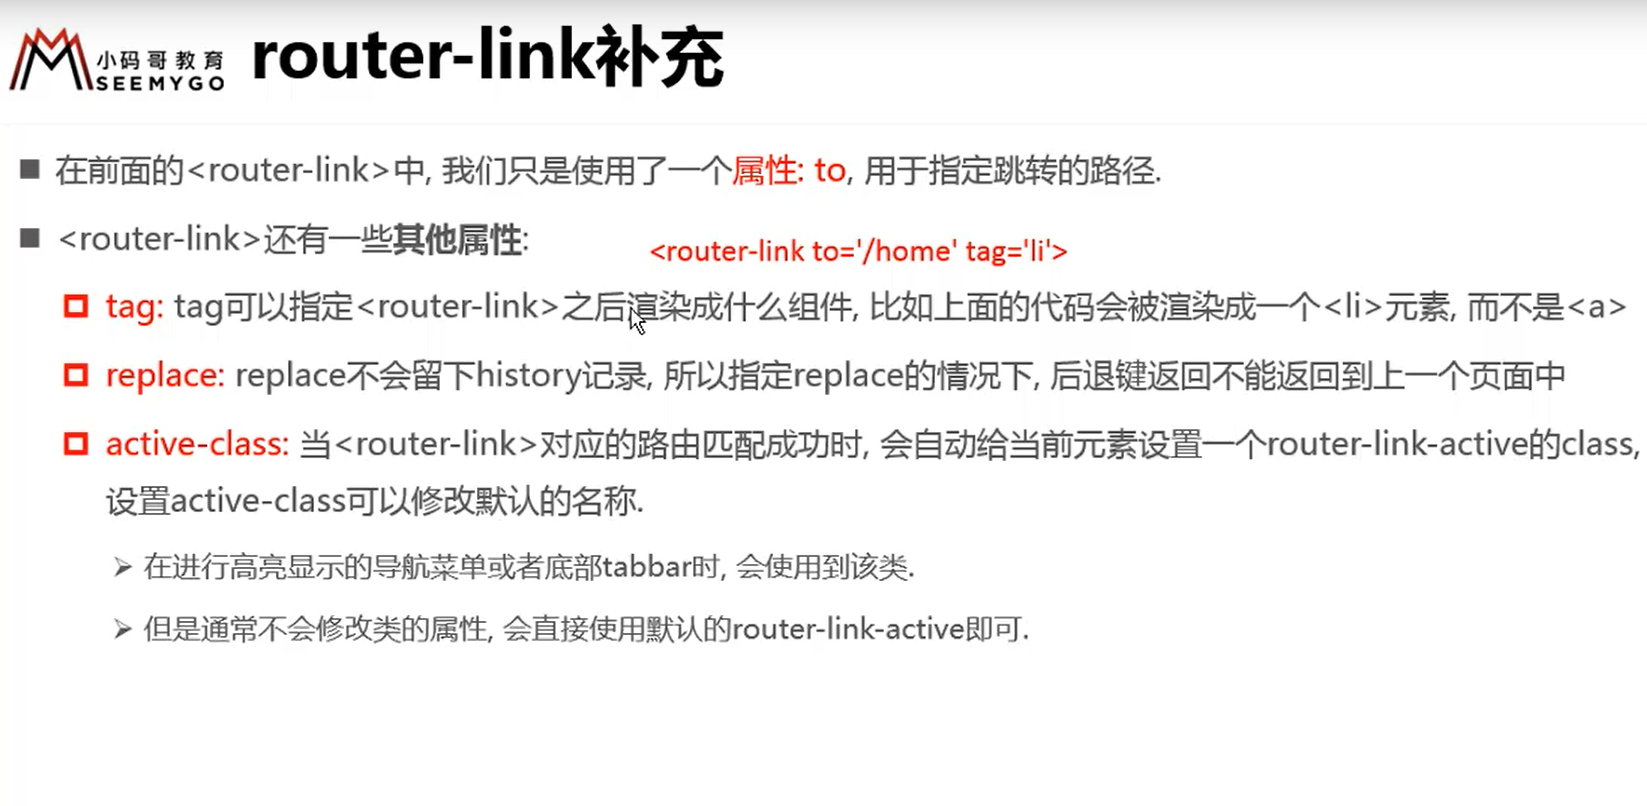 小码哥教育
SEEMYGO
router-link补充
在前面的<router-link>中, 我们只是使用了一个属性: to, 用于指定跳转的路径.
<router-link>还有一些其他属性:
<router-link to='/home' tag='li'>
tag: tag可以指定<router-link>之后渲染成什么组件, 比如上面的代码会被渲染成一个<li>元素, 而不是<a>
replace: replace不会留下history记录, 所以指定replace的情况下, 后退键返回不能返回到上一个页面中
active-class: 当<router-link>对应的路由匹配成功时, 会自动给当前元素设置一个router-link-active的class,
设置active-class可以修改默认的名称.
在进行高亮显示的导航菜单或者底部tabbar时, 会使用到该类.
但是通常不会修改类的属性, 会直接使用默认的router-link-active即可.